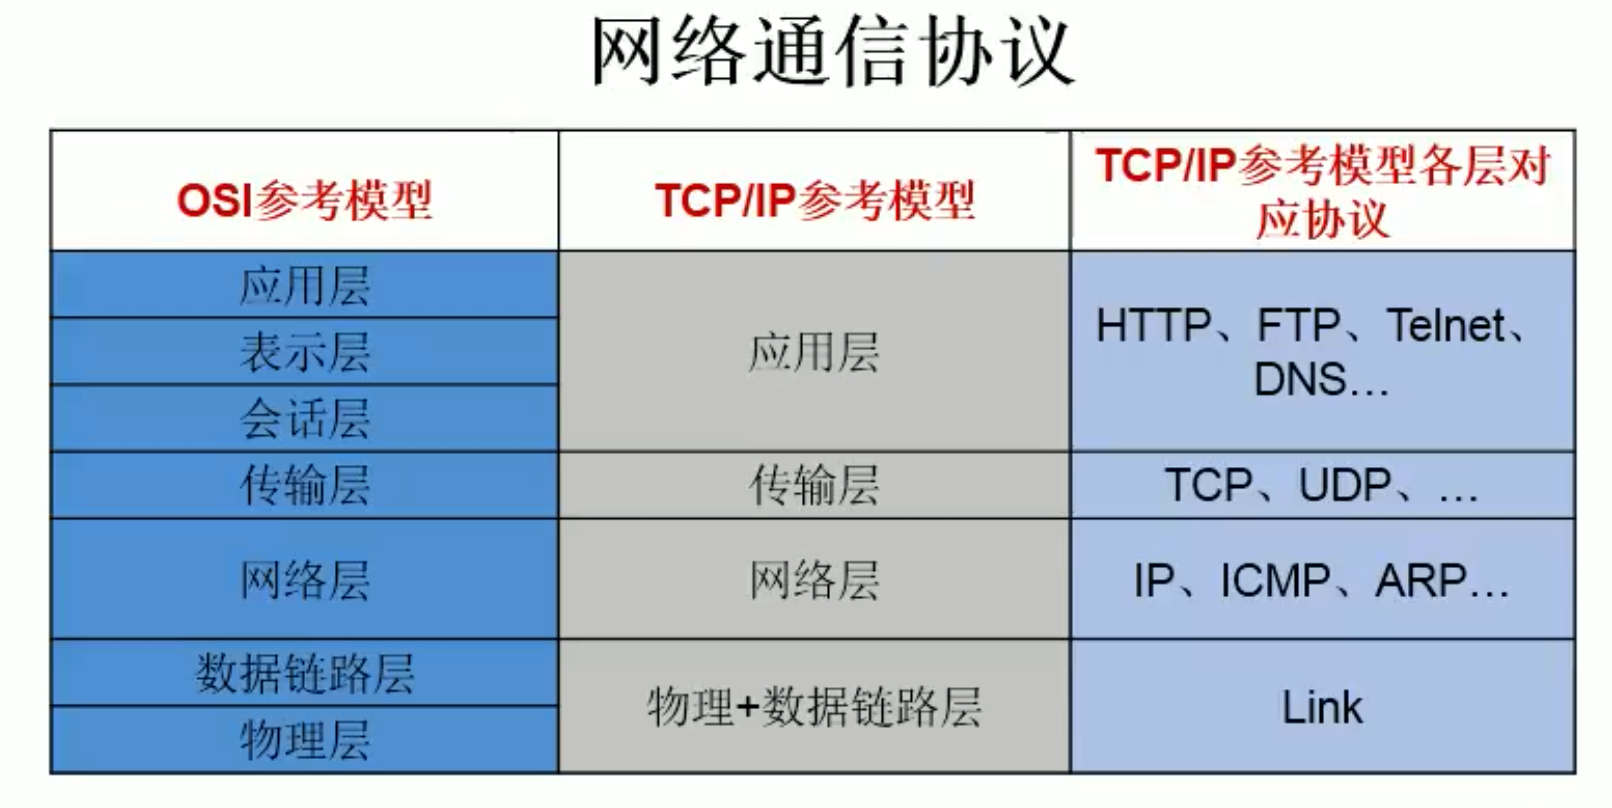 网络通信协议
OSI参考模型
TCP/IP参考模型
TCP/IP参考模型各层对
应协议
应用层
表示层
会话层
应用层
HTTP、FTP、Telnet、
DNS...
传输层
传输层
TCP、UDP、...
网络层
网络层
IP、ICMP、ARP...
数据链路层
物理层
物理+数据链路层
Link